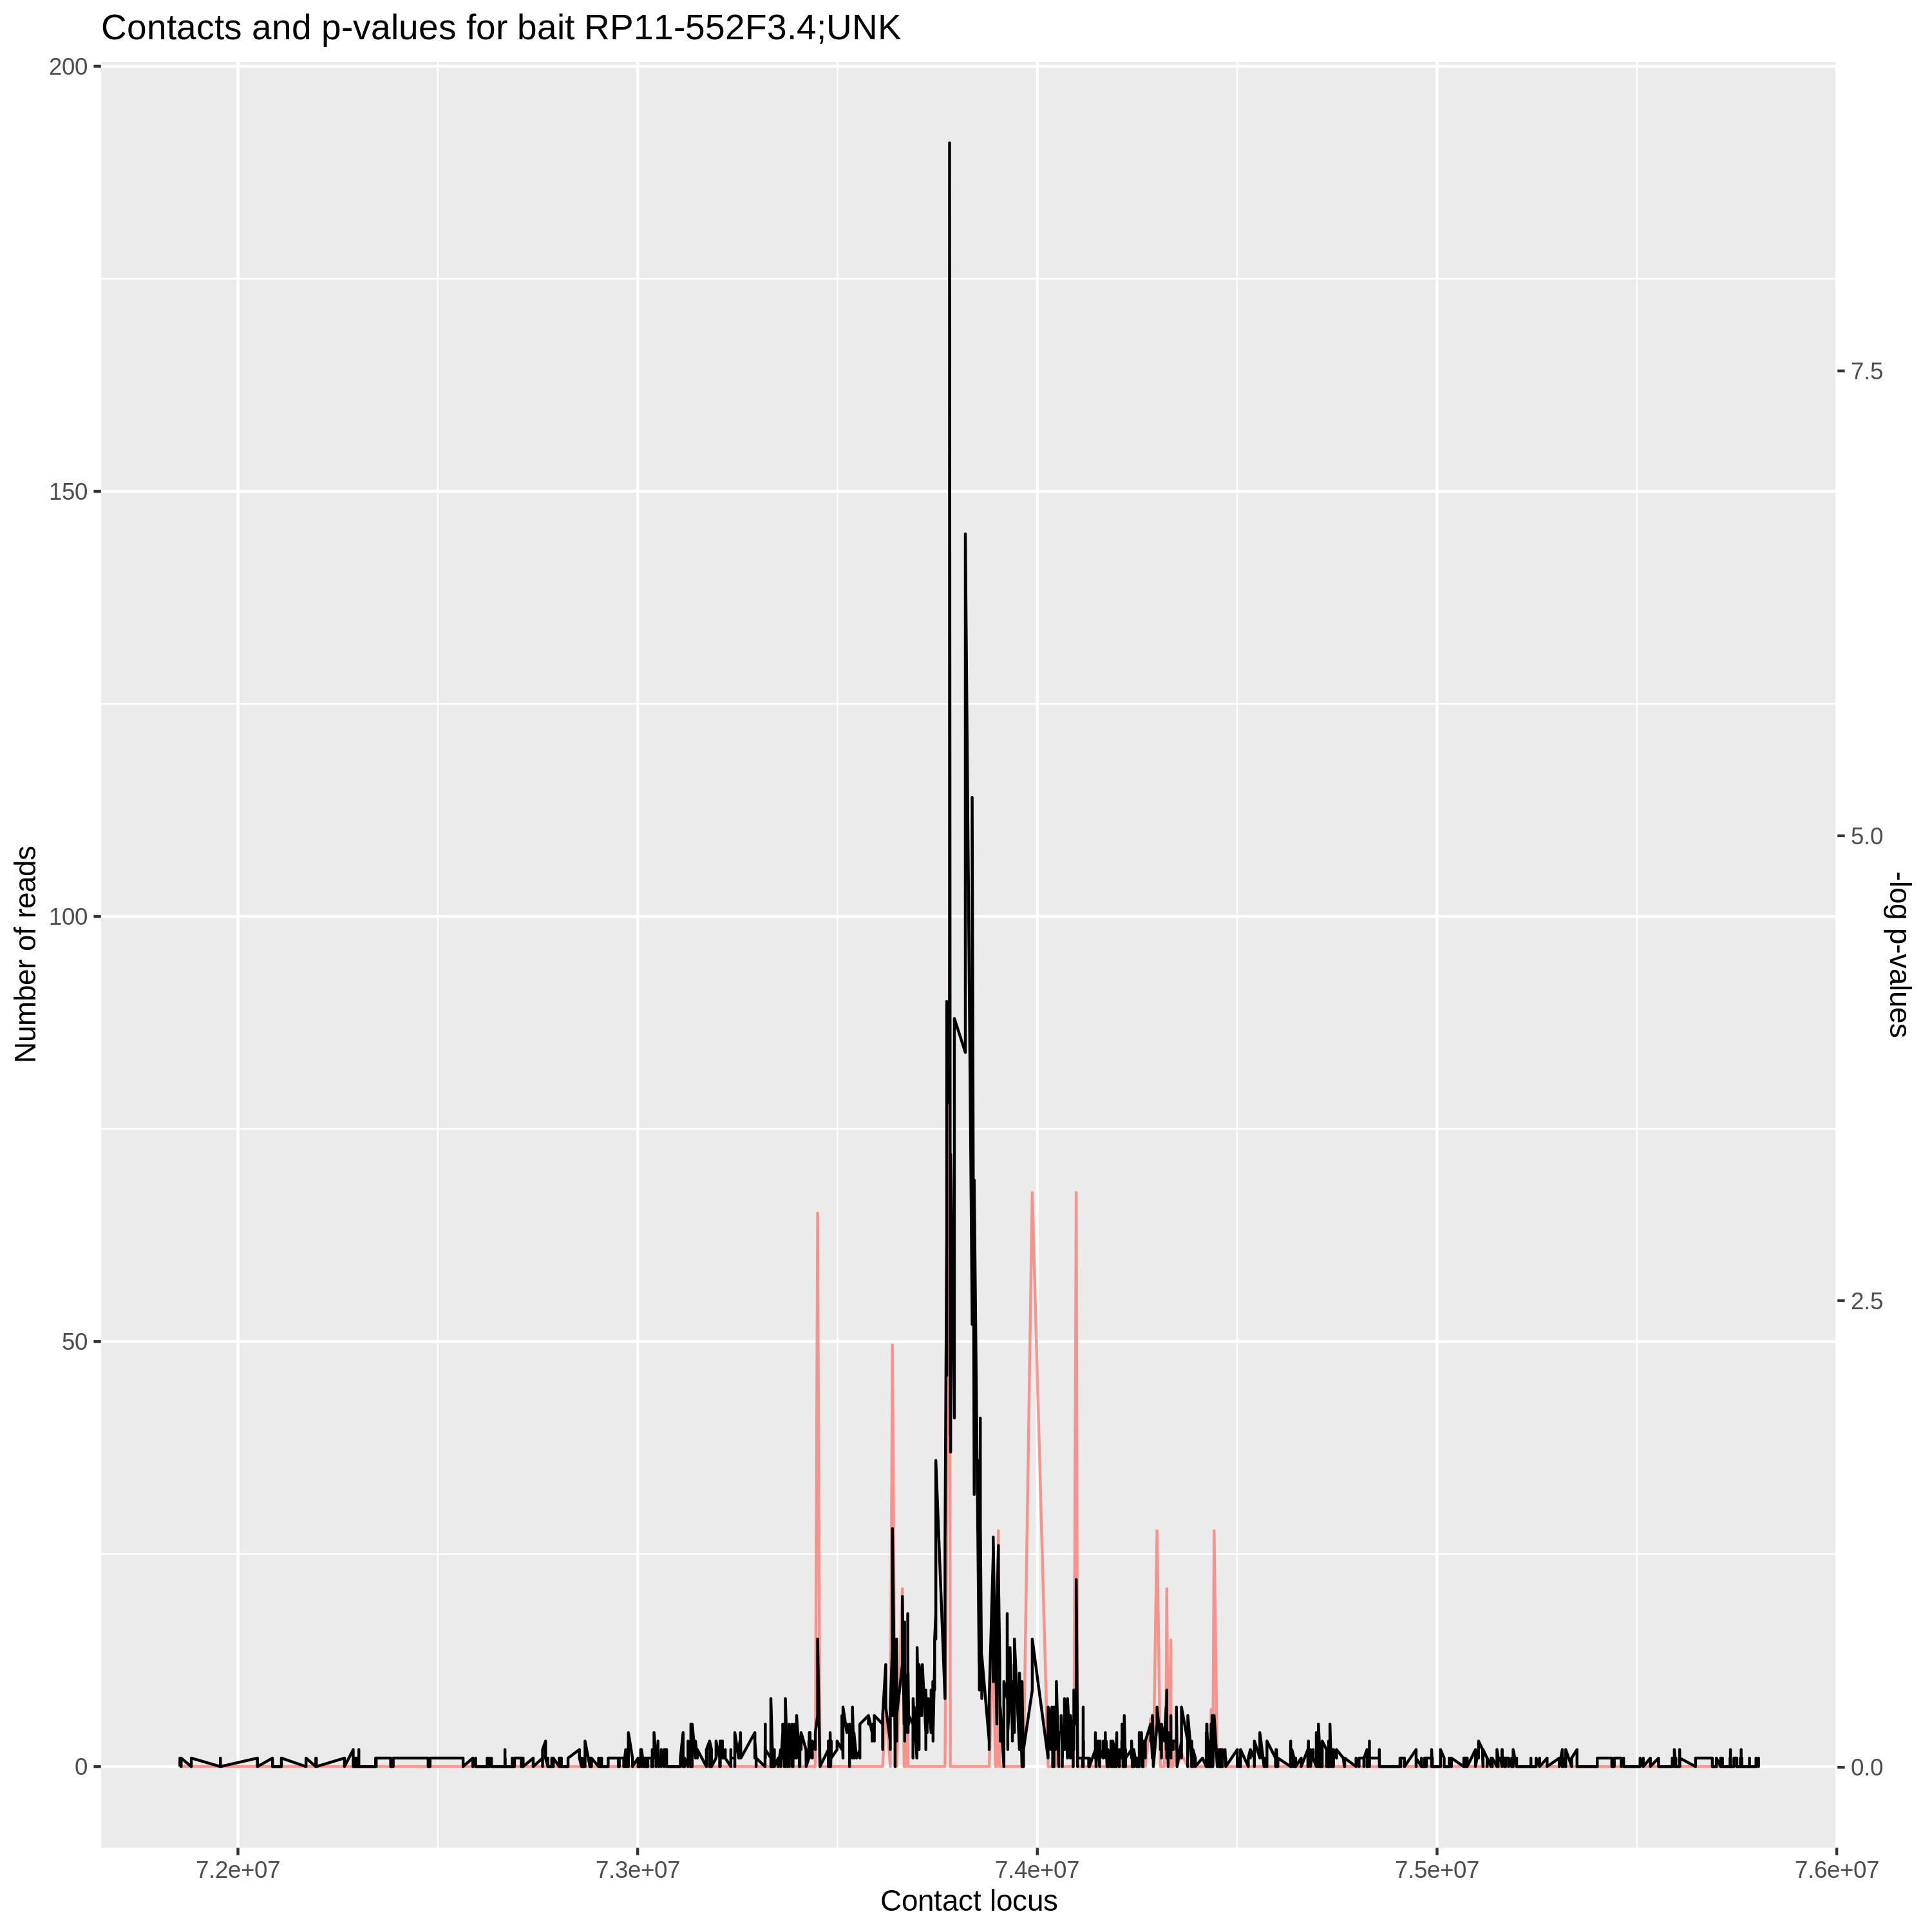 Contacts and p-values for bait RP11-552F3.4;UNK
200
150
100
50
0
Number of reads
7.5
5.0
2.5
0.0
-log p-values
7.2e+07 7.3e+07 7.4e+07 7.5e+07 7.6e+07
Contact locus